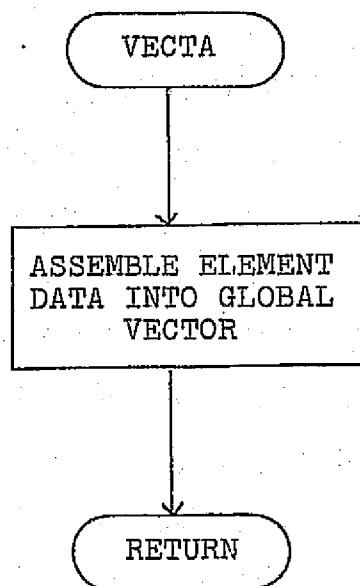 VECTA
ASSEMBLE ELEMENT
DATA INTO GLOBAL
VECTOR
RETURN